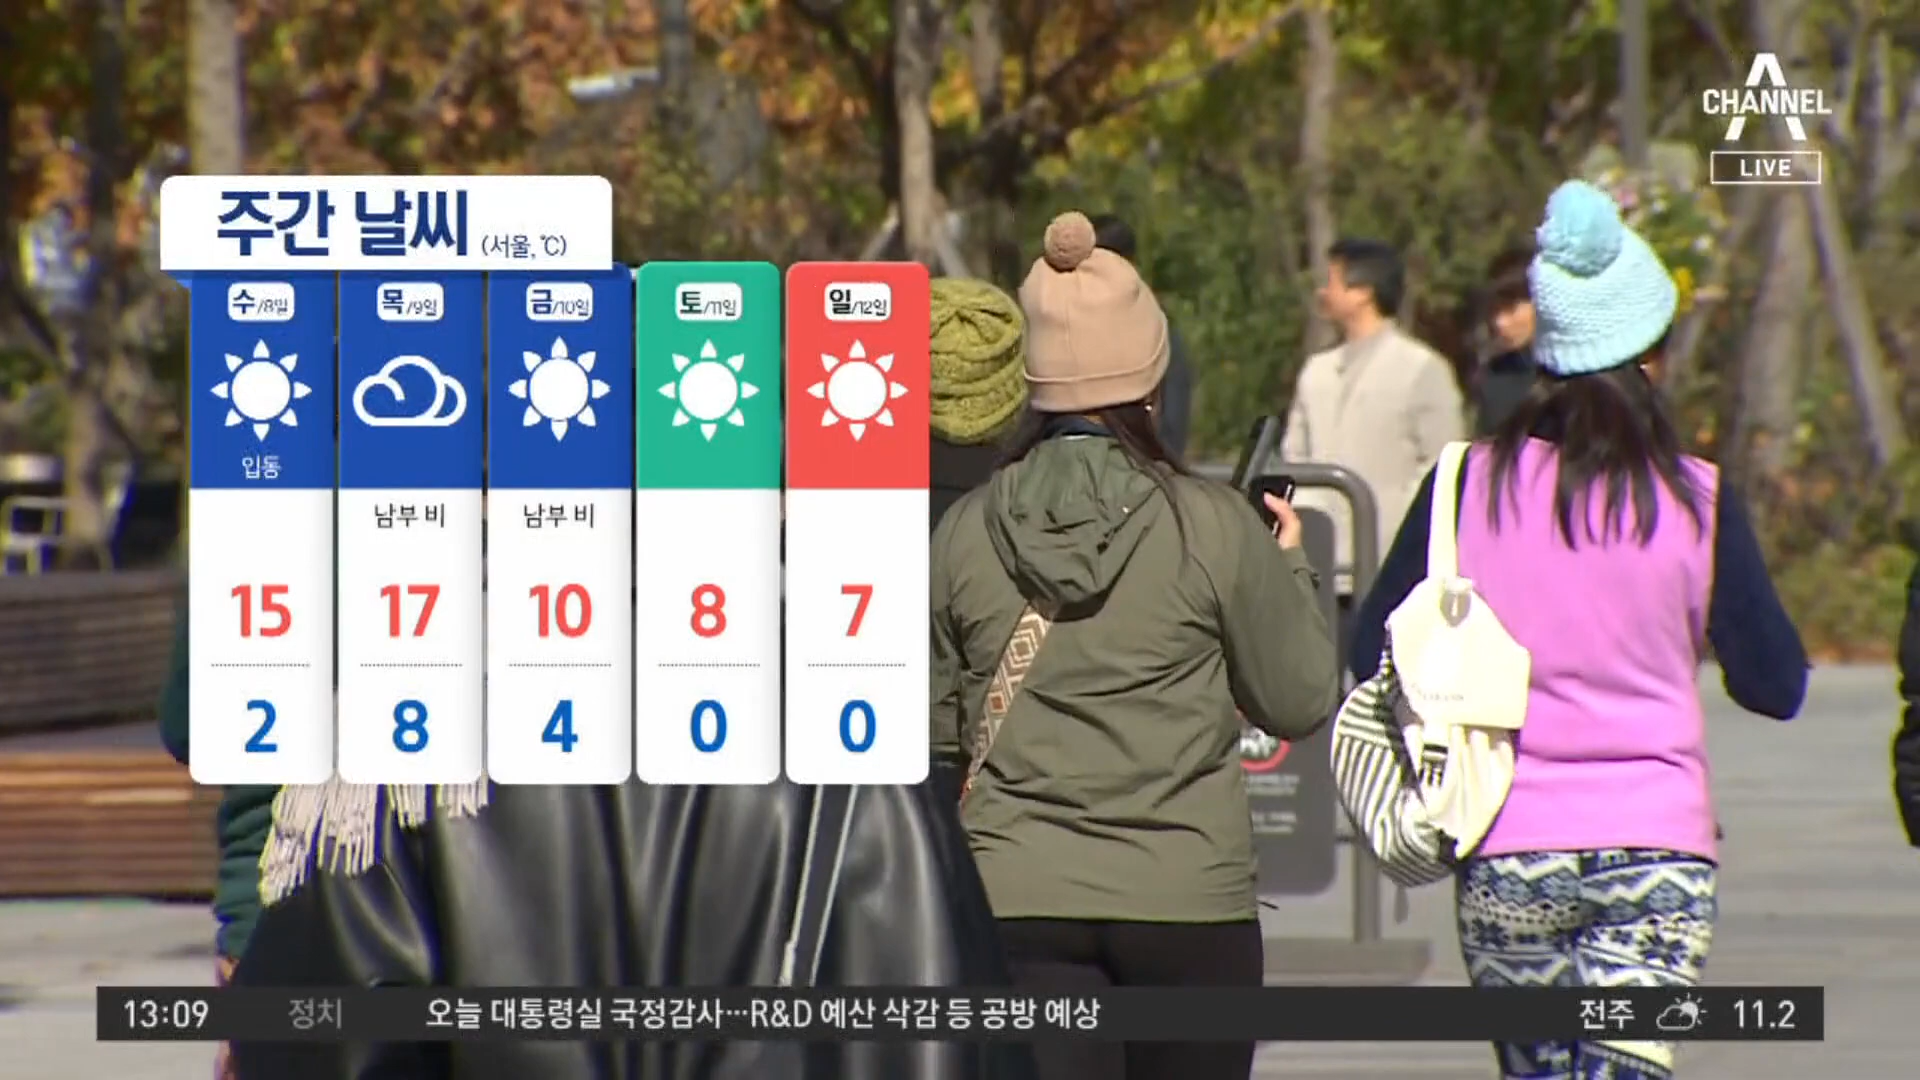 CHANNEL A
LIVE
주간 날씨 (서울, ℃)
수/8일 목/9일 금/10일 토/11일 일/12일
입동
남부 비 남부 비
15 17 10 8 7
2 8 4 0 0
13:09 정치 오늘 대통령실 국정감사…R&D 예산 삭감 등 공방 예상 전주 11.2